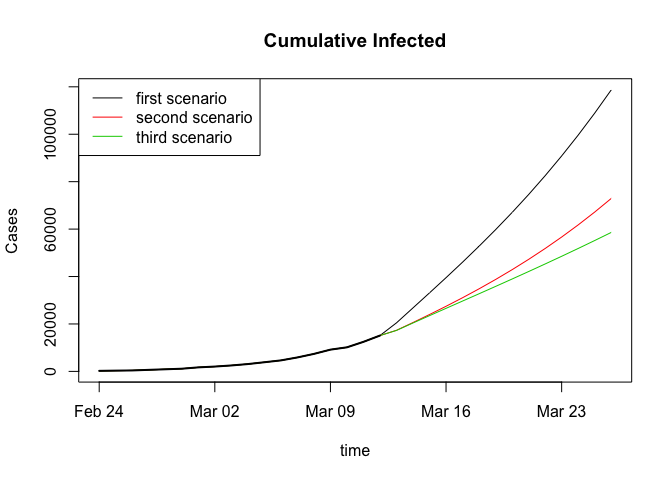 Cumulative Infected
first scenario
second scenario
third scenario
Cases
100000
60000
20000
0
Feb 24 Mar 02 Mar 09 Mar 16 Mar 23
time